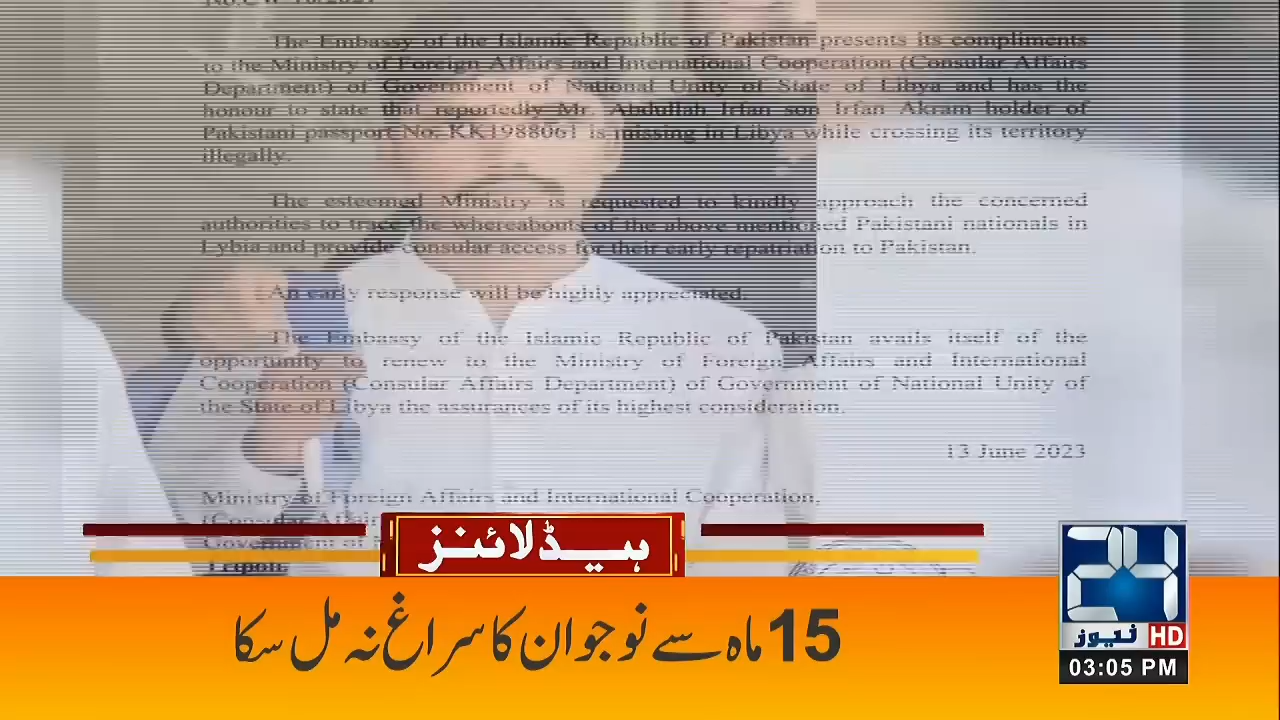 The Embassy of the Islamic Republic of Pakistan presents its compliments
to the Ministry of Foreign Affairs and International Cooperation (Consular Affairs
Department) of Government of National Unity of State of Libya and has the
honour to state that reportedly Mr. Abdullah Irfan son Irfan Akram holder of
Pakistani passport No. KK1988061 is missing in Libya while crossing its territory
illegally.
The esteemed Ministry is requested to kindly approach the concerned
authorities to trace the whereabouts of the above mentioned Pakistani nationals in
Lybia and provide consular access for their early repatriation to Pakistan.
An early response will be highly appreciated.
The Embassy of the Islamic Republic of Pakistan avails itself of the
opportunity to renew to the Ministry of Foreign Affairs and International
Cooperation (Consular Affairs Department) of Government of National Unity of
the State of Libya the assurances of its highest consideration.
13 June 2023
Ministry of Foreign Affairs and International Cooperation,
(Consular Affair
Government of
Tripoli
ہیڈلائنز
15 ماہ سے نوجوان کا سراغ نہ مل سکا
24
نیوز HD
03:05 PM